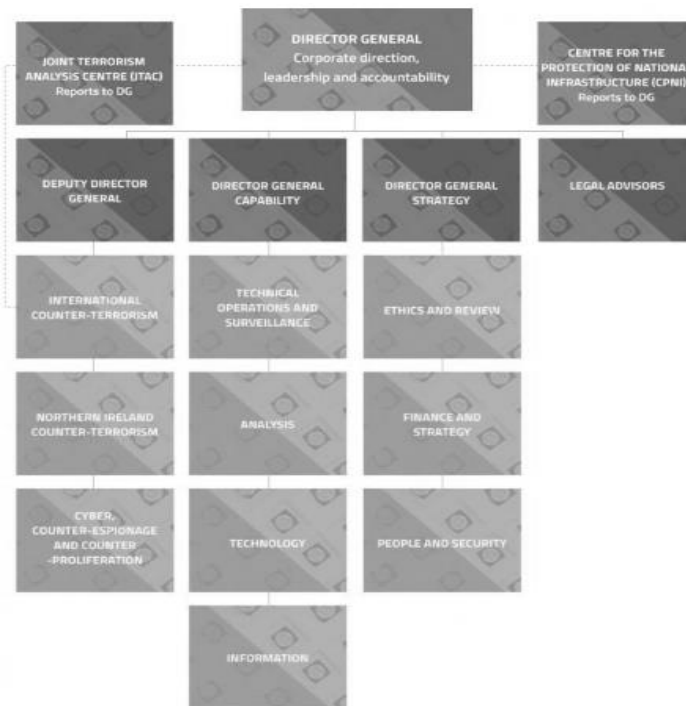 JOINT TERRORISM
ANALYSIS CENTRE (JTAC)
Reports to DG
DIRECTOR GENERAL
Corporate direction,
leadership and accountability
CENTRE FOR THE
PROTECTION OF NATIONA
INFRASTRUCTURE (CPNI)
Reports to DG
DEPUTY DIRECTOR
GENERAL
DIRECTOR GENERAL
CAPABILITY
DIRECTOR GENERAL
STRATEGY
LEGAL ADVISORS
INTERNATIONAL
COUNTER-TERRORISM
TECHNICAL
OPERATIONS AND
SURVEILLANCE
ETHICS AND REVIEW
NORTHERN IRELAND
COUNTER-TERRORISM
ANALYSIS
FINANCE AND
STRATEGY
CYBER,
COUNTER-ESPIONAGE
AND COUNTER
-PROLIFERATION
TECHNOLOGY
PEOPLE AND SECURITY
INFORMATION